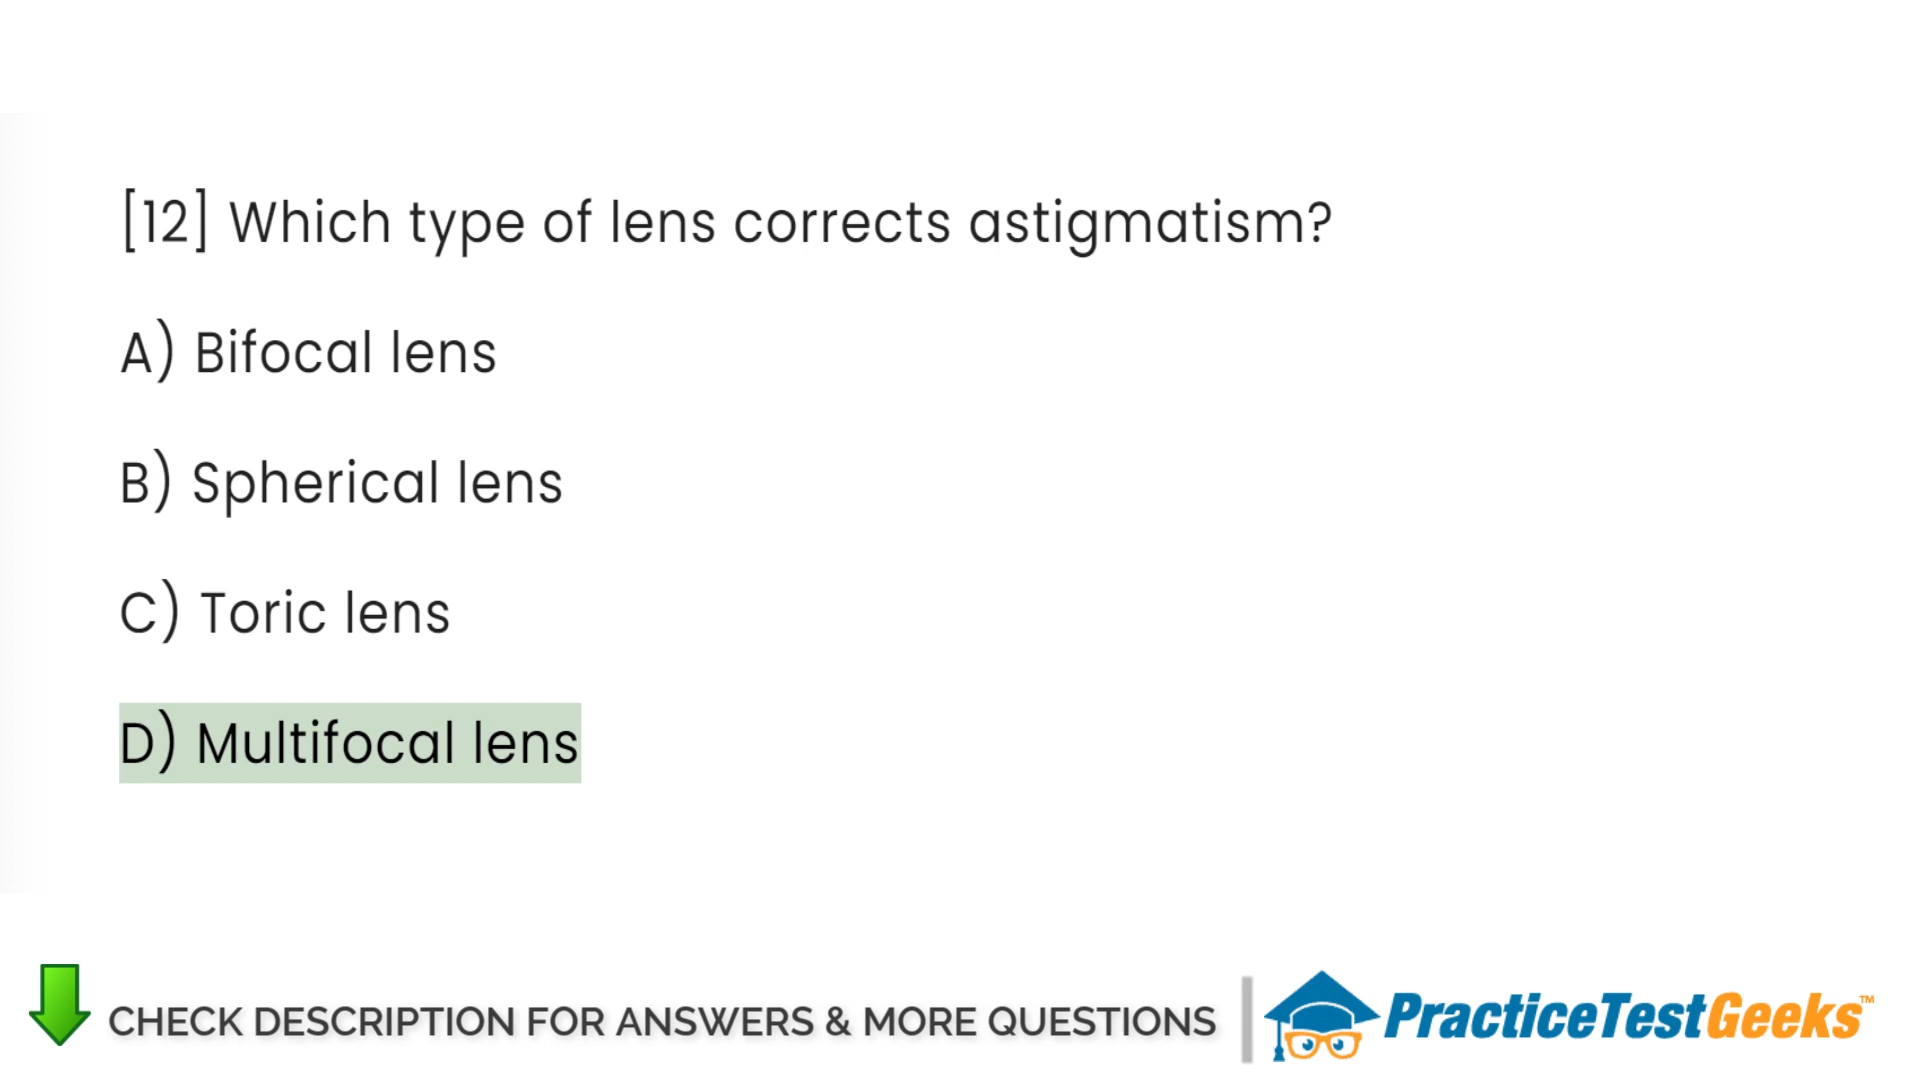 [12] Which type of lens corrects astigmatism?
A) Bifocal lens
B) Spherical lens
C) Toric lens
D) Multifocal lens
CHECK DESCRIPTION FOR ANSWERS & MORE QUESTIONS
PracticeTestGeeks™